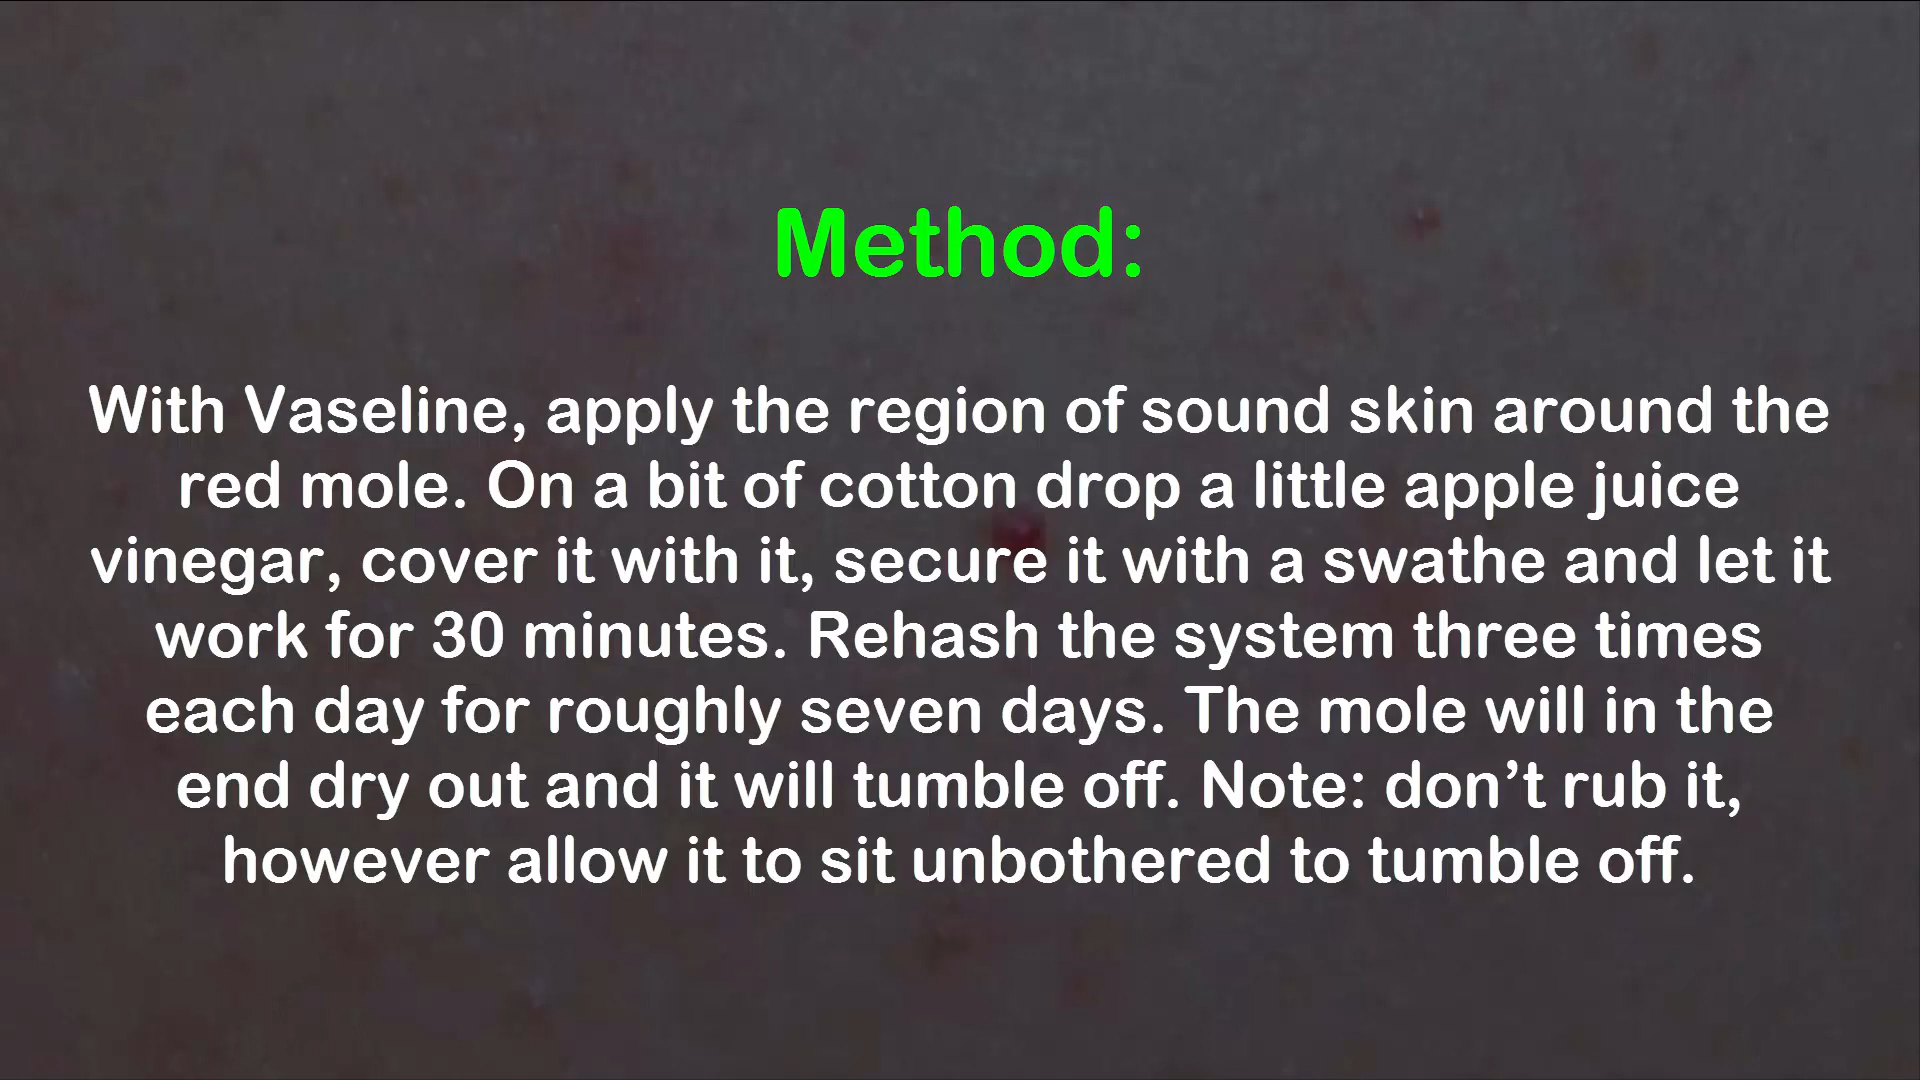 Method:
With Vaseline, apply the region of sound skin around the
red mole. On a bit of cotton drop a little apple juice
vinegar, cover it with it, secure it with a swathe and let it
work for 30 minutes. Rehash the system three times
each day for roughly seven days. The mole will in the
end dry out and it will tumble off. Note: don’t rub it,
however allow it to sit unbothered to tumble off.